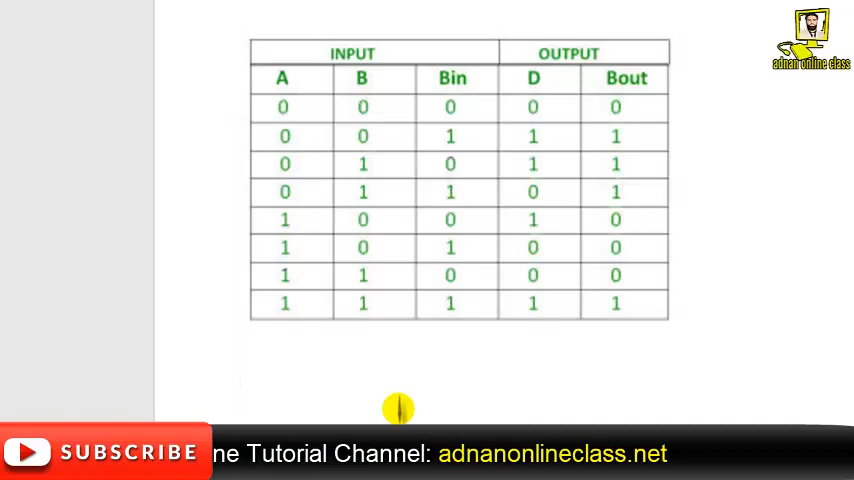 adnan online class
INPUT OUTPUT
A B Bin D Bout
0 0 0 0 0
0 0 1 1 1
0 1 0 1 1
0 1 1 0 1
1 0 0 1 0
1 0 1 0 0
1 1 0 0 0
1 1 1 1 1
SUBSCRIBE ne Tutorial Channel: adnanonlineclass.net